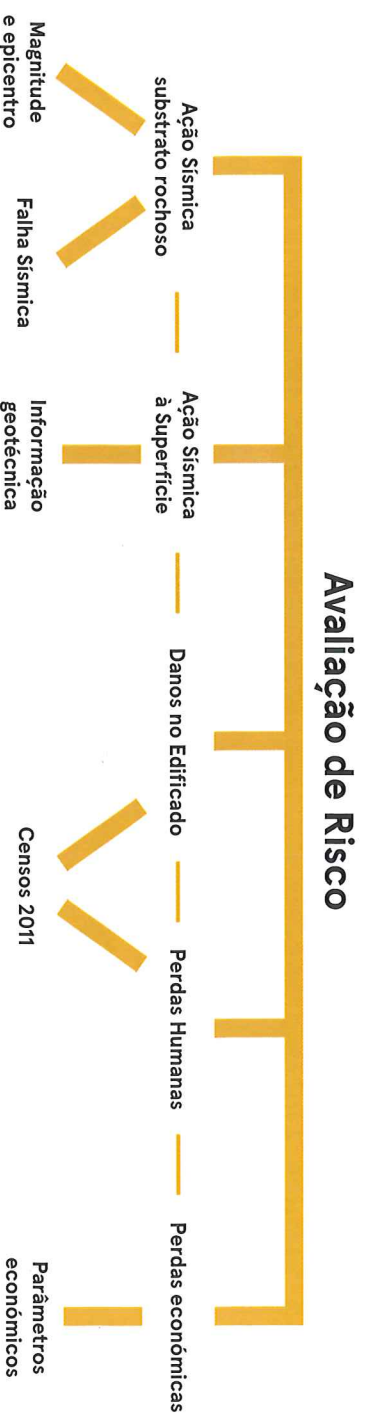 Avaliação de Risco
Ação Sísmica
substrato rochoso
Ação Sísmica
à Superfície
Danos no Edificado
Perdas Humanas
Perdas económicas
Magnitude
e epicentro
Falha Sísmica
Informação
geotécnica
Censos 2011
Parâmetros
económicos